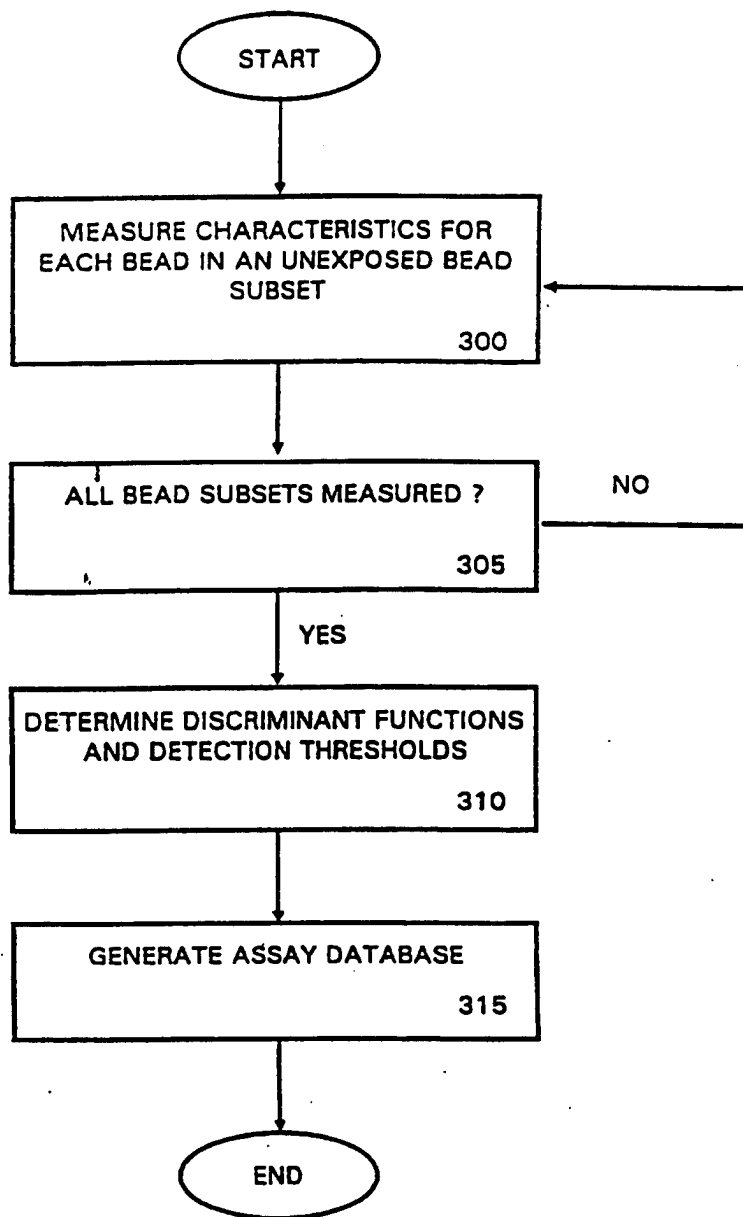 START
MEASURE CHARACTERISTICS FOR
EACH BEAD IN AN UNEXPOSED BEAD
SUBSET
300
ALL BEAD SUBSETS MEASURED ?
NO
305
YES
DETERMINE DISCRIMINANT FUNCTIONS
AND DETECTION THRESHOLDS
310
GENERATE ASSAY DATABASE
315
END